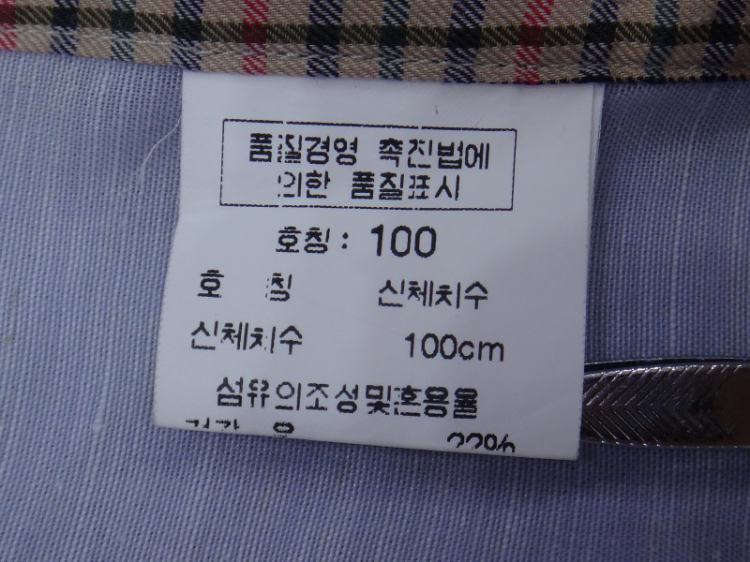 품질경영 촉진법에
의한 품질표시
호칭 : 100
호 칭 신체치수
신체치수 100cm
섬유의조성및혼용율